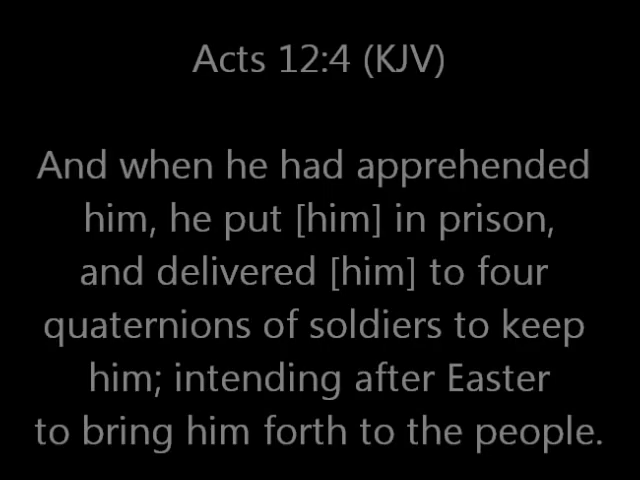 Acts 12:4 (KJV)
And when he had apprehended
him, he put [him] in prison,
and delivered [him] to four
quaternions of soldiers to keep
him; intending after Easter
to bring him forth to the people.